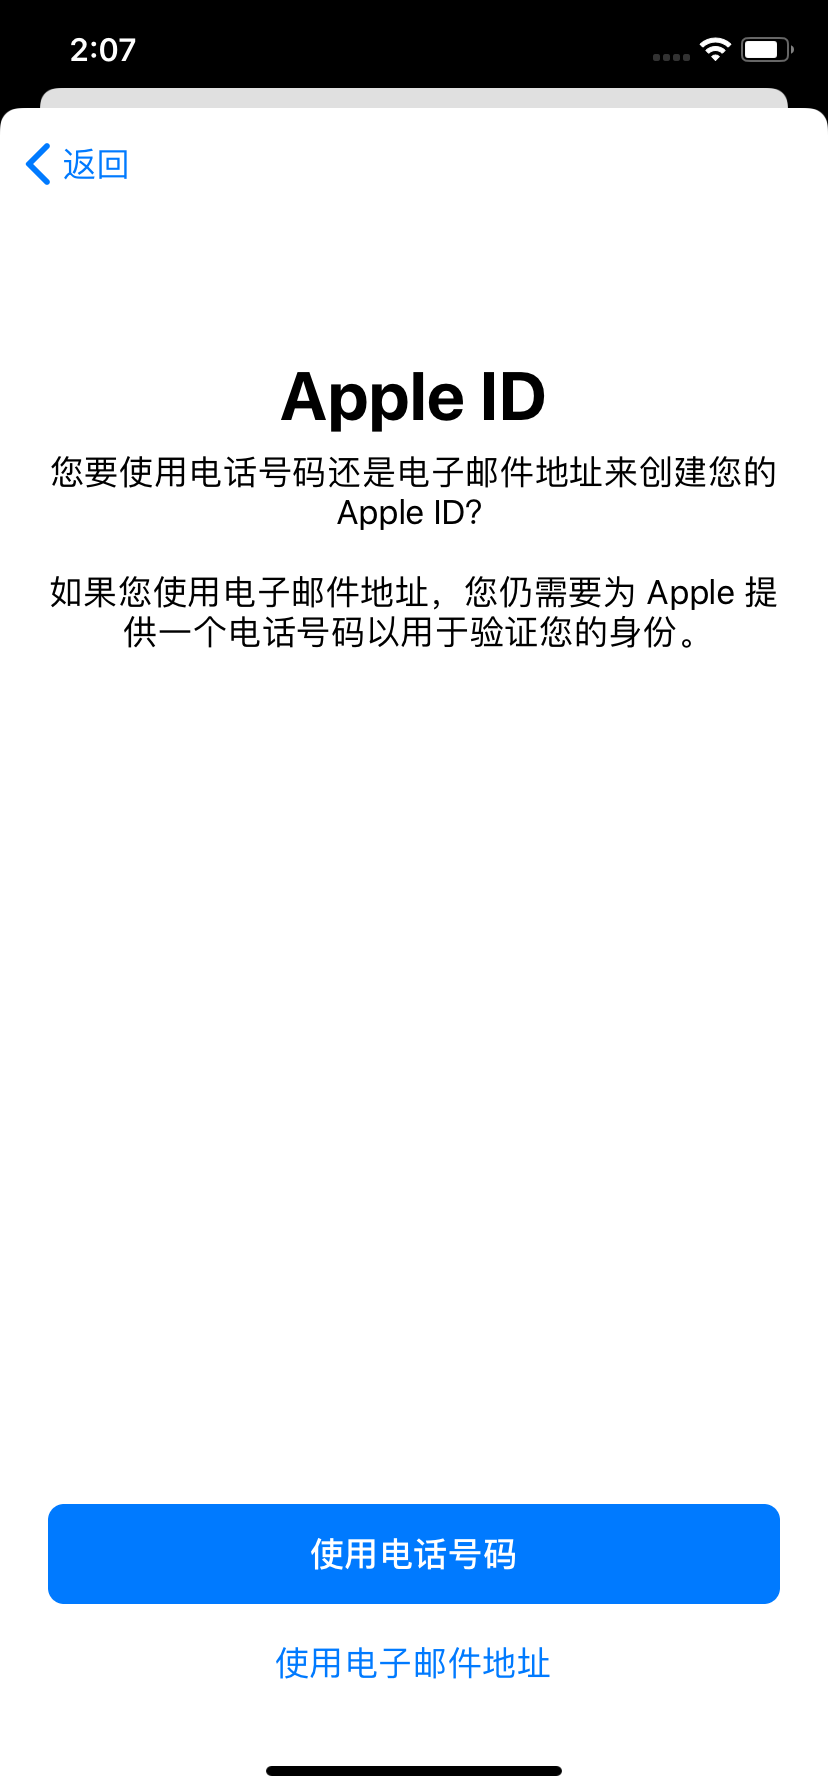 2:07
返回
Apple ID
您要使用电话号码还是电子邮件地址来创建您的
Apple ID?
如果您使用电子邮件地址，您仍需要为 Apple 提
供一个电话号码以用于验证您的身份。
使用电话号码
使用电子邮件地址